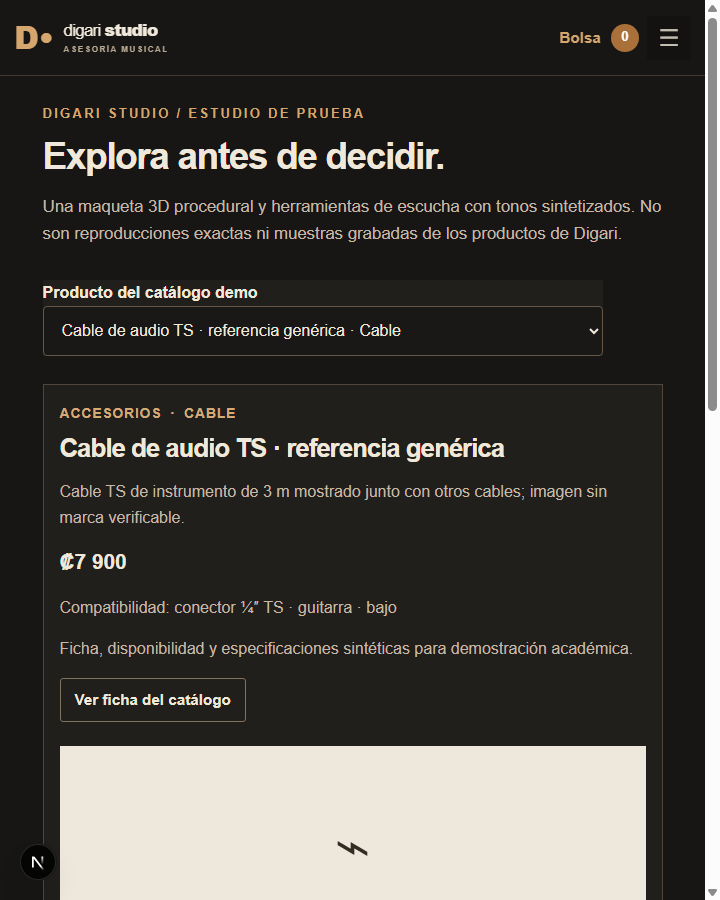 D•
digari studio
ASESORÍA MUSICAL
Bolsa 0
DIGARI STUDIO / ESTUDIO DE PRUEBA
Explora antes de decidir.
Una maqueta 3D procedural y herramientas de escucha con tonos sintetizados. No
son reproducciones exactas ni muestras grabadas de los productos de Digari.
Producto del catálogo demo
Cable de audio TS · referencia genérica · Cable
ACCESORIOS · CABLE
Cable de audio TS · referencia genérica
Cable TS de instrumento de 3 m mostrado junto con otros cables; imagen sin
marca verificable.
₡7 900
Compatibilidad: conector ¼″ TS · guitarra · bajo
Ficha, disponibilidad y especificaciones sintéticas para demostración académica.
Ver ficha del catálogo
N